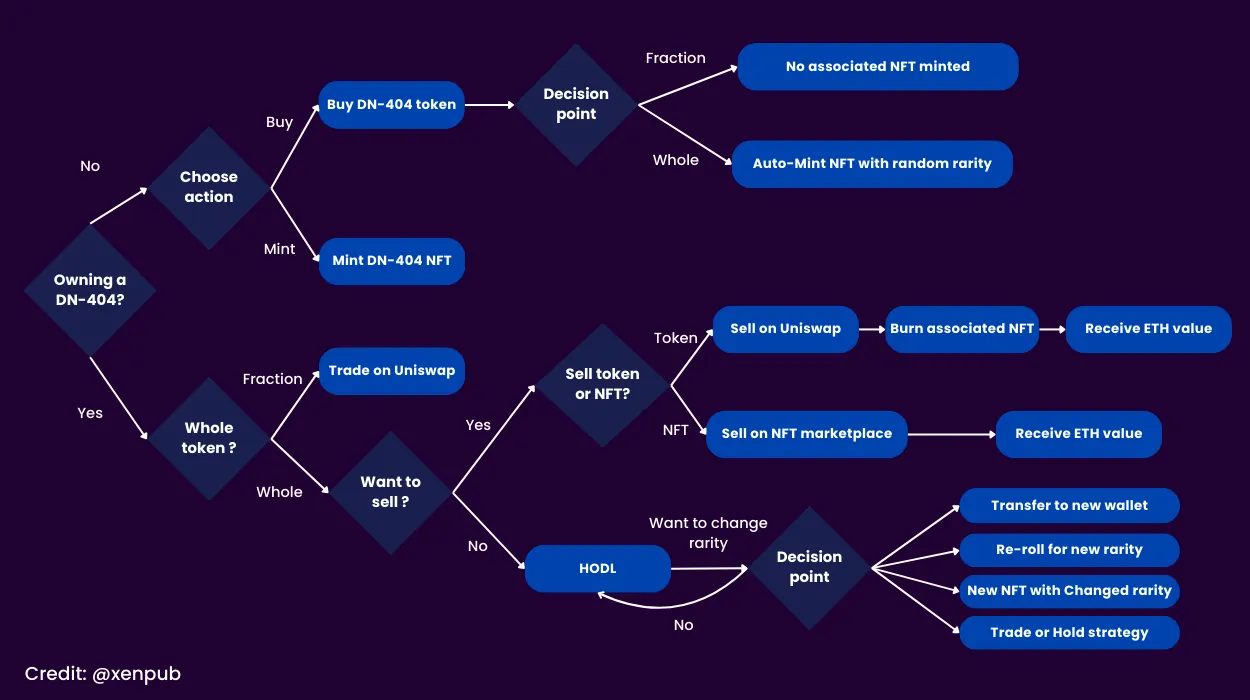 Fraction
No associated NFT minted
Buy DN-404 token
Decision
point
Buy
No
Whole
Auto-Mint NFT with random rarity
Choose
action
Mint
Mint DN-404 NFT
Owning a
DN-404?
Token
Sell on Uniswap
Burn associated NFT
Receive ETH value
Fraction
Trade on Uniswap
Sell token
or NFT?
Yes
Whole
token ?
Yes
NFT
Sell on NFT marketplace
Receive ETH value
Whole
Want to
sell ?
No
HODL
Want to change
rarity
Decision
point
No
Transfer to new wallet
Re-roll for new rarity
New NFT with Changed rarity
Trade or Hold strategy
Credit: @xenpub